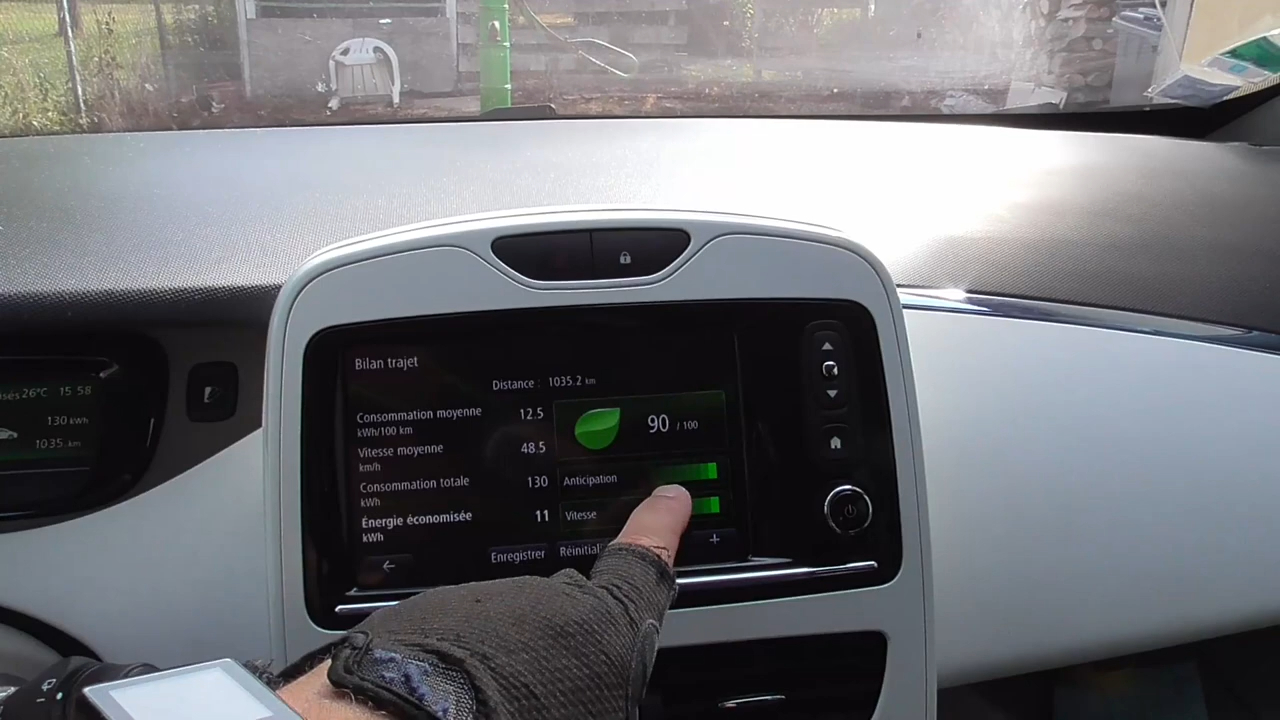 Bilan trajet
Distance : 1035.2 km
Consommation moyenne 12.5
kWh/100 km
Vitesse moyenne 48.5
km/h
Consommation totale 130
kWh
Énergie économisée 11
kWh
90 / 100
Anticipation
Vitesse
+
Enregistrer
26°C 15 58
130 kWh
1035. km